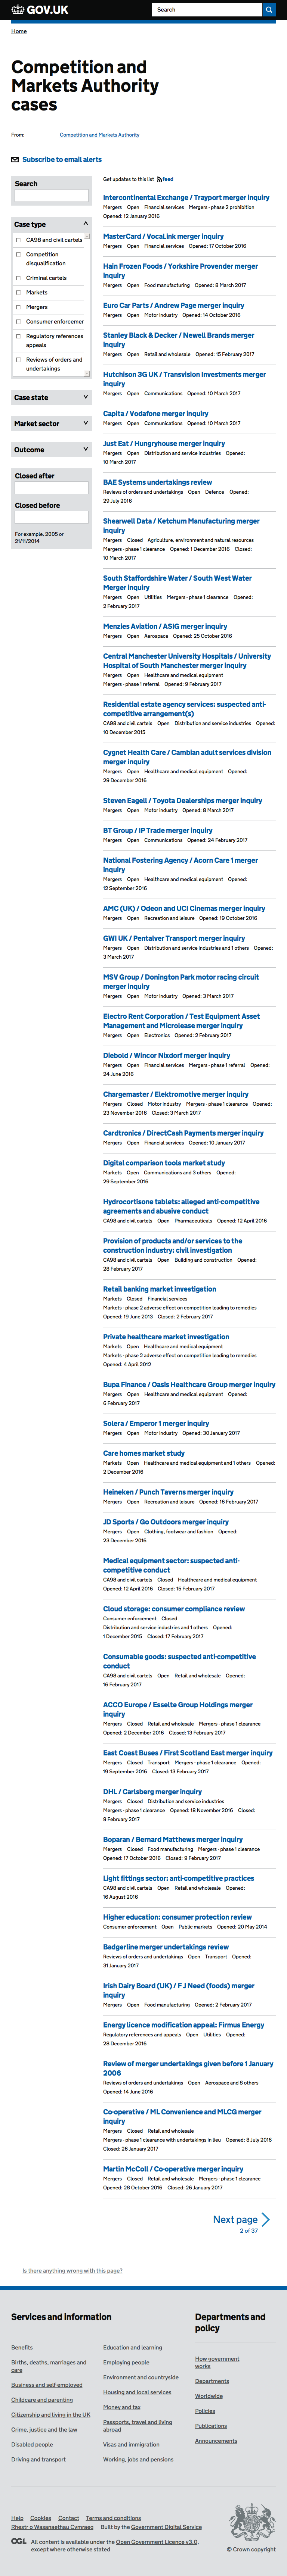 GOV.UK
Search
Home
Competition and
Markets Authority
cases
From: Competition and Markets Authority
Subscribe to email alerts
Search
Case type
CA98 and civil cartels
Competition
disqualification
Criminal cartels
Markets
Mergers
Consumer enforcement
Regulatory references
appeals
Reviews of orders and
undertakings
Case state
Market sector
Outcome
Closed after
Closed before
For example, 2005 or
21/11/2014
Get updates to this list feed
Intercontinental Exchange / Trayport merger inquiry
Mergers Open Financial services Mergers - phase 2 prohibition
Opened: 12 January 2016
MasterCard / VocaLink merger inquiry
Mergers Open Financial services Opened: 17 October 2016
Hain Frozen Foods / Yorkshire Provender merger
inquiry
Mergers Open Food manufacturing Opened: 8 March 2017
Euro Car Parts / Andrew Page merger inquiry
Mergers Open Motor industry Opened: 14 October 2016
Stanley Black & Decker / Newell Brands merger
inquiry
Mergers Open Retail and wholesale Opened: 15 February 2017
Hutchison 3G UK / Transvision Investments merger
inquiry
Mergers Open Communications Opened: 10 March 2017
Capita / Vodafone merger inquiry
Mergers Open Communications Opened: 10 March 2017
Just Eat / Hungryhouse merger inquiry
Mergers Open Distribution and service industries Opened:
10 March 2017
BAE Systems undertakings review
Reviews of orders and undertakings Open Defence Opened:
29 July 2016
Shearwell Data / Ketchum Manufacturing merger
inquiry
Mergers Closed Agriculture, environment and natural resources
Mergers - phase 1 clearance Opened: 1 December 2016 Closed:
10 March 2017
South Staffordshire Water / South West Water
Merger inquiry
Mergers Open Utilities Mergers - phase 1 clearance Opened:
2 February 2017
Menzies Aviation / ASIG merger inquiry
Mergers Open Aerospace Opened: 25 October 2016
Central Manchester University Hospitals / University
Hospital of South Manchester merger inquiry
Mergers Open Healthcare and medical equipment
Mergers - phase 1 referral Opened: 9 February 2017
Residential estate agency services: suspected anti-
competitive arrangement(s)
CA98 and civil cartels Open Distribution and service industries Opened:
10 December 2015
Cygnet Health Care / Cambian adult services division
merger inquiry
Mergers Open Healthcare and medical equipment Opened:
29 December 2016
Steven Eagell / Toyota Dealerships merger inquiry
Mergers Open Motor industry Opened: 8 March 2017
BT Group / IP Trade merger inquiry
Mergers Open Communications Opened: 24 February 2017
National Fostering Agency / Acorn Care 1 merger
inquiry
Mergers Open Healthcare and medical equipment Opened:
12 September 2016
AMC (UK) / Odeon and UCI Cinemas merger inquiry
Mergers Open Recreation and leisure Opened: 19 October 2016
GWI UK / Pentalver Transport merger inquiry
Mergers Open Distribution and service industries and 1 others Opened:
3 March 2017
MSV Group / Donington Park motor racing circuit
merger inquiry
Mergers Open Motor industry Opened: 3 March 2017
Electro Rent Corporation / Test Equipment Asset
Management and Microlease merger inquiry
Mergers Open Electronics Opened: 2 February 2017
Diebold / Wincor Nixdorf merger inquiry
Mergers Open Financial services Mergers - phase 1 referral Opened:
24 June 2016
Chargemaster / Elektromotive merger inquiry
Mergers Closed Motor industry Mergers - phase 1 clearance Opened:
23 November 2016 Closed: 3 March 2017
Cardtronics / DirectCash Payments merger inquiry
Mergers Open Financial services Opened: 10 January 2017
Digital comparison tools market study
Markets Open Communications and 3 others Opened:
29 September 2016
Hydrocortisone tablets: alleged anti-competitive
agreements and abusive conduct
CA98 and civil cartels Open Pharmaceuticals Opened: 12 April 2016
Provision of products and/or services to the
construction industry: civil investigation
CA98 and civil cartels Open Building and construction Opened:
28 February 2017
Retail banking market investigation
Markets Closed Financial services
Markets - phase 2 adverse effect on competition leading to remedies
Opened: 19 June 2013 Closed: 2 February 2017
Private healthcare market investigation
Markets Open Healthcare and medical equipment
Markets - phase 2 adverse effect on competition leading to remedies
Opened: 4 April 2012
Bupa Finance / Oasis Healthcare Group merger inquiry
Mergers Open Healthcare and medical equipment Opened:
6 February 2017
Solera / Emperor 1 merger inquiry
Mergers Open Motor industry Opened: 30 January 2017
Care homes market study
Markets Open Healthcare and medical equipment and 1 others Opened:
2 December 2016
Heineken / Punch Taverns merger inquiry
Mergers Open Recreation and leisure Opened: 16 February 2017
JD Sports / Go Outdoors merger inquiry
Mergers Open Clothing, footwear and fashion Opened:
23 December 2016
Medical equipment sector: suspected anti-
competitive conduct
CA98 and civil cartels Closed Healthcare and medical equipment
Opened: 12 April 2016 Closed: 15 February 2017
Cloud storage: consumer compliance review
Consumer enforcement Closed
Distribution and service industries and 1 others Opened:
1 December 2015 Closed: 17 February 2017
Consumable goods: suspected anti-competitive
conduct
CA98 and civil cartels Open Retail and wholesale Opened:
16 February 2017
ACCO Europe / Esselte Group Holdings merger
inquiry
Mergers Closed Retail and wholesale Mergers - phase 1 clearance
Opened: 2 December 2016 Closed: 13 February 2017
East Coast Buses / First Scotland East merger inquiry
Mergers Closed Transport Mergers - phase 1 clearance Opened:
19 September 2016 Closed: 13 February 2017
DHL / Carlsberg merger inquiry
Mergers Closed Distribution and service industries
Mergers - phase 1 clearance Opened: 18 November 2016 Closed:
9 February 2017
Boparan / Bernard Matthews merger inquiry
Mergers Closed Food manufacturing Mergers - phase 1 clearance
Opened: 17 October 2016 Closed: 9 February 2017
Light fittings sector: anti-competitive practices
CA98 and civil cartels Open Retail and wholesale Opened:
16 August 2016
Higher education: consumer protection review
Consumer enforcement Open Public markets Opened: 20 May 2014
Badgerline merger undertakings review
Reviews of orders and undertakings Open Transport Opened:
31 January 2017
Irish Dairy Board (UK) / F J Need (foods) merger
inquiry
Mergers Open Food manufacturing Opened: 2 February 2017
Energy licence modification appeal: Firmus Energy
Regulatory references and appeals Open Utilities Opened:
28 December 2016
Review of merger undertakings given before 1 January
2006
Reviews of orders and undertakings Open Aerospace and 8 others
Opened: 14 June 2016
Co-operative / ML Convenience and MLCG merger
inquiry
Mergers Closed Retail and wholesale
Mergers - phase 1 clearance with undertakings in lieu Opened: 8 July 2016
Closed: 26 January 2017
Martin McColl / Co-operative merger inquiry
Mergers Closed Retail and wholesale Mergers - phase 1 clearance
Opened: 28 October 2016 Closed: 26 January 2017
Next page
2 of 37
Is there anything wrong with this page?
Services and information
Benefits
Births, deaths, marriages and
care
Business and self-employed
Childcare and parenting
Citizenship and living in the UK
Crime, justice and the law
Disabled people
Driving and transport
Education and learning
Employing people
Environment and countryside
Housing and local services
Money and tax
Passports, travel and living
abroad
Visas and immigration
Working, jobs and pensions
Departments and
policy
How government
works
Departments
Worldwide
Policies
Publications
Announcements
Help Cookies Contact Terms and conditions
Rhestr o Wasanaethau Cymraeg Built by the Government Digital Service
OGL All content is available under the Open Government Licence v3.0,
except where otherwise stated
© Crown copyright